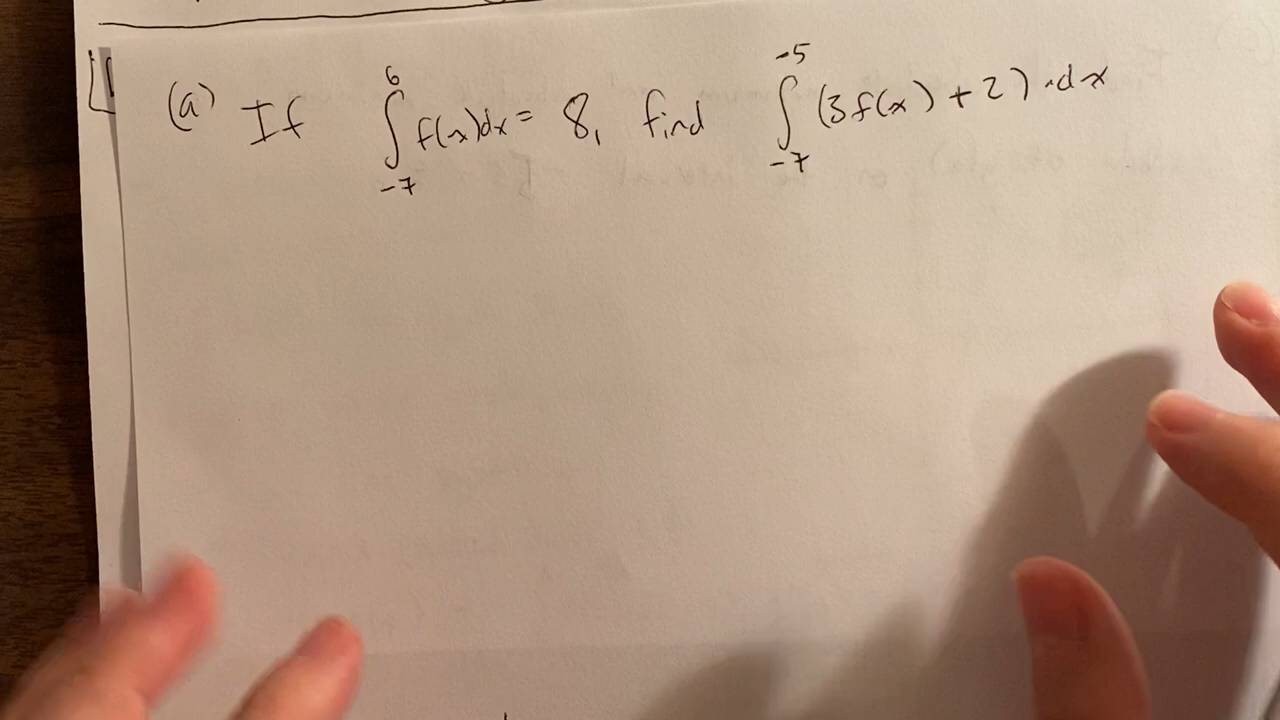 (a) If ∫_{-7}^{6} f(x)dx = 8, find ∫_{-7}^{-5} (3f(x) + 2) dx